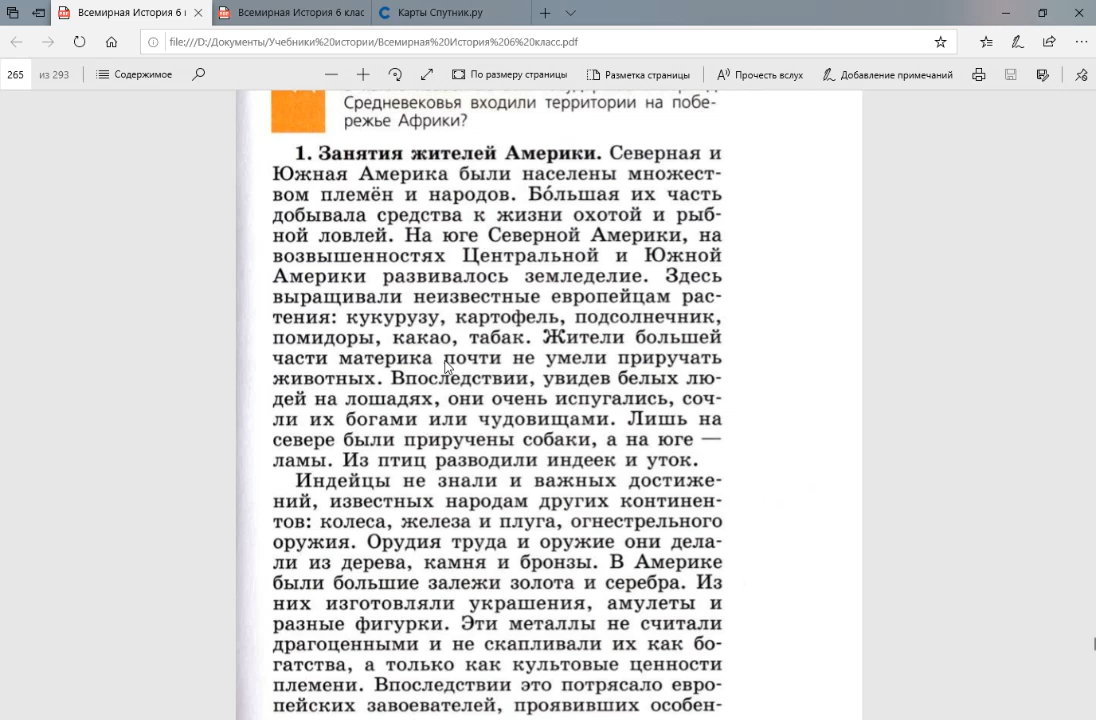 Всемирная История 6 к
Всемирная История 6 клас
Карты Спутник.ру
file:///D:/Документы/Учебники%20истории/Всемирная%20История%206%20класс.pdf
265 из 293 Содержимое По размеру страницы Разметка страницы Прочесть вслух Добавление примечаний
Средневековья входили территории на побе-
режье Африки?
1. Занятия жителей Америки. Северная и
Южная Америка были населены множест-
вом племён и народов. Бо́льшая их часть
добывала средства к жизни охотой и рыб-
ной ловлей. На юге Северной Америки, на
возвышенностях Центральной и Южной
Америки развивалось земледелие. Здесь
выращивали неизвестные европейцам рас-
тения: кукурузу, картофель, подсолнечник,
помидоры, какао, табак. Жители большей
части материка почти не умели приручать
животных. Впоследствии, увидев белых лю-
дей на лошадях, они очень испугались, соч-
ли их богами или чудовищами. Лишь на
севере были приручены собаки, а на юге —
ламы. Из птиц разводили индеек и уток.
Индейцы не знали и важных достиже-
ний, известных народам других континен-
тов: колеса, железа и плуга, огнестрельного
оружия. Орудия труда и оружие они дела-
ли из дерева, камня и бронзы. В Америке
были большие залежи золота и серебра. Из
них изготовляли украшения, амулеты и
разные фигурки. Эти металлы не считали
драгоценными и не скапливали их как бо-
гатства, а только как культовые ценности
племени. Впоследствии это потрясало евро-
пейских завоевателей, проявивших особен-